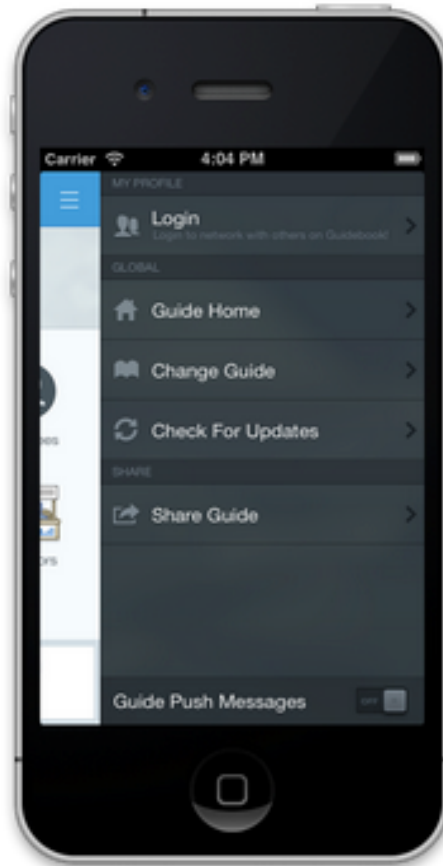 Carrier
4:04 PM
MY PROFILE
Login
Login to network with others on Guidebook!
GLOBAL
Guide Home
Change Guide
Check For Updates
SHARE
Share Guide
Guide Push Messages
OFF